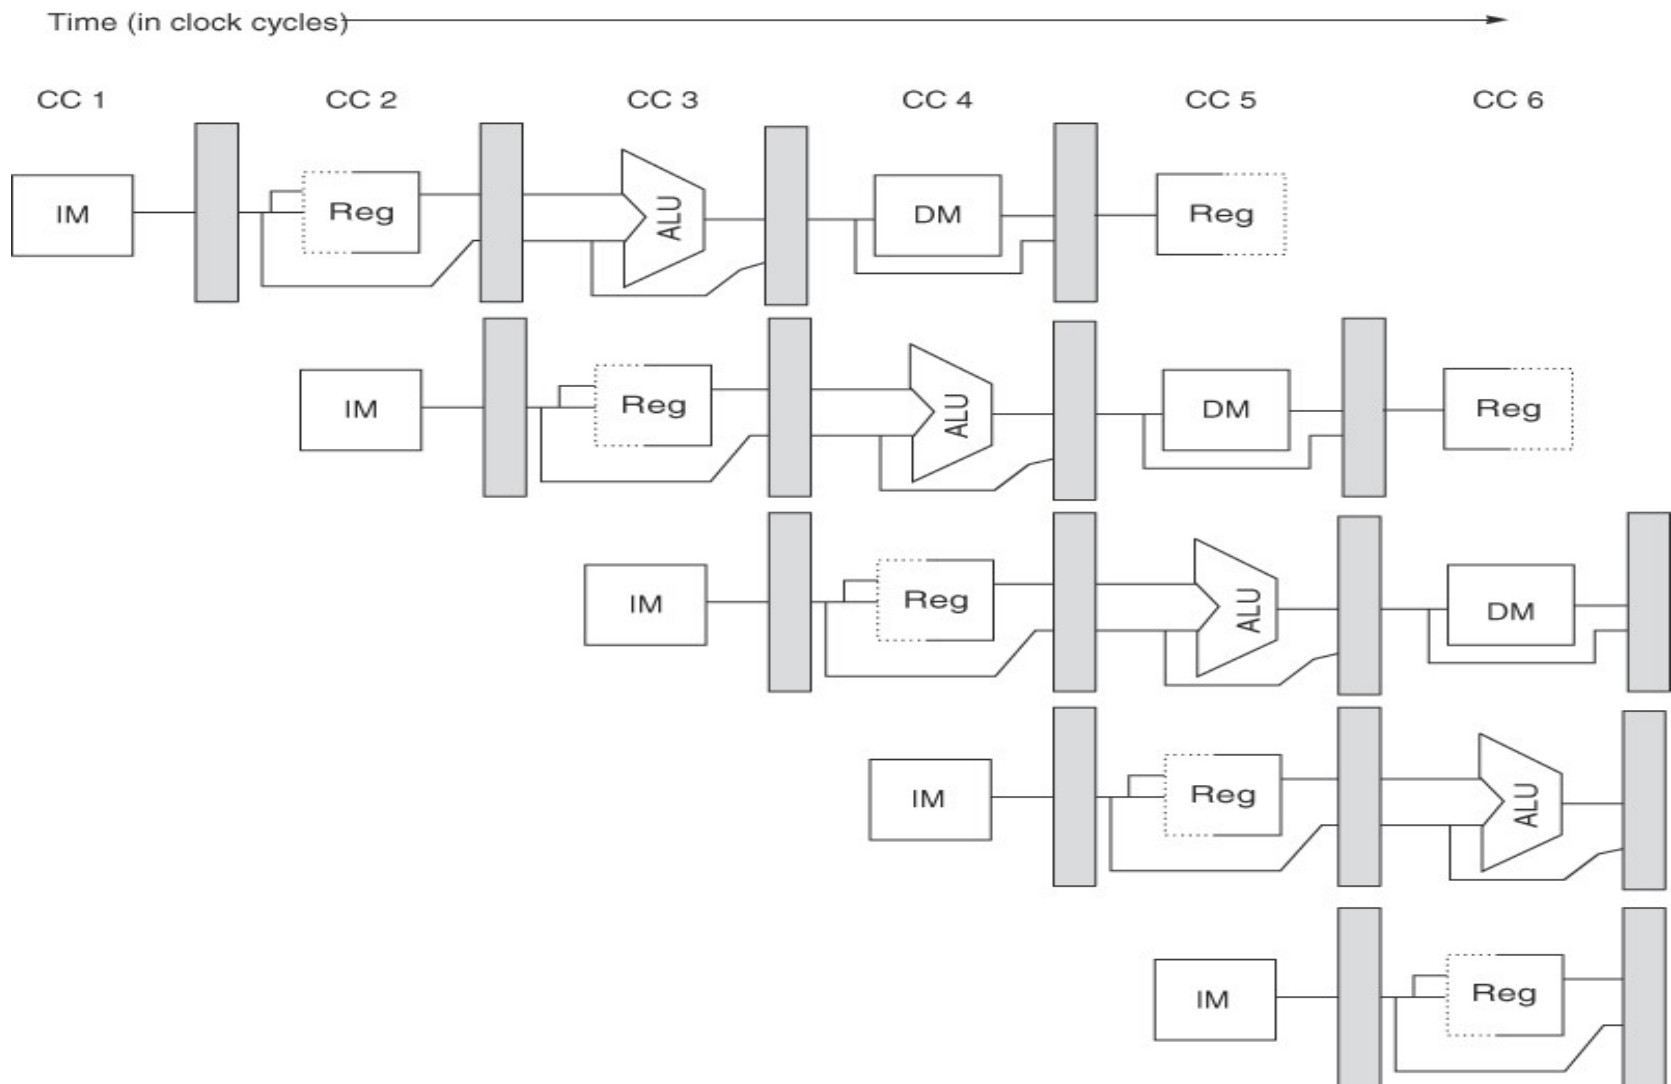 Time (in clock cycles)
CC 1 CC 2 CC 3 CC 4 CC 5 CC 6
IM Reg ALU DM Reg
IM Reg ALU DM Reg
IM Reg ALU DM
IM Reg ALU
IM Reg